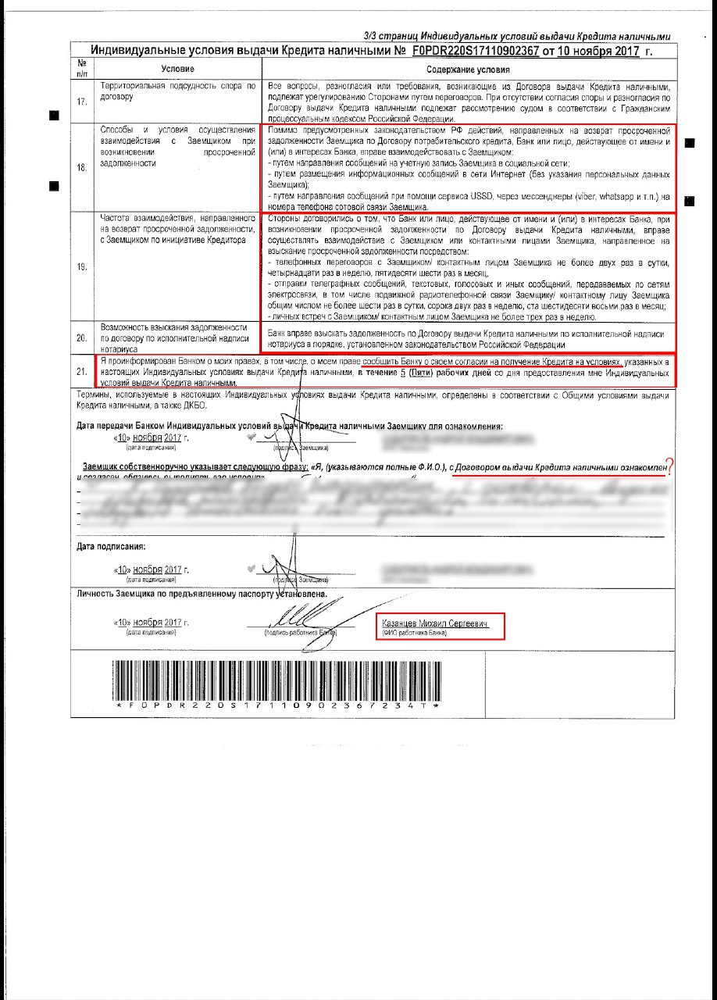 3/3 страниц Индивидуальных условий выдачи Кредита наличными
Индивидуальные условия выдачи Кредита наличными № F0PDR220S17110902367 от 10 ноября 2017 г.
№ п/п
Условие
Содержание условия
17.
Территориальная подсудность спора по
договору
Все вопросы, разногласия или требования, возникающие из Договора выдачи Кредита наличными,
подлежат урегулированию Сторонами путем переговоров. При отсутствии согласия споры и разногласия по
Договору выдачи Кредита наличными подлежат рассмотрению судом в соответствии с Гражданским
процессуальным кодексом Российской Федерации.
18.
Способы и условия осуществления
взаимодействия с Заемщиком при
возникновении просроченной
задолженности
Помимо предусмотренных законодательством РФ действий, направленных на возврат просроченной
задолженности Заемщика по Договору потребительского кредита, Банк или лицо, действующее от имени и
(или) в интересах Банка, вправе взаимодействовать с Заемщиком:
- путем направления сообщений на учетную запись Заемщика в социальной сети;
- путем размещения информационных сообщений в сети Интернет (без указания персональных данных
Заемщика);
- путем направления сообщений при помощи сервиса USSD, через мессенджеры (viber, whatsapp и т.п.) на
номера телефона сотовой связи Заемщика.
19.
Частота взаимодействия, направленного
на возврат просроченной задолженности,
с Заемщиком по инициативе Кредитора
Стороны договорились о том, что Банк или лицо, действующее от имени и (или) в интересах Банка, при
возникновении просроченной задолженности по Договору выдачи Кредита наличными, вправе
осуществлять взаимодействие с Заемщиком или контактными лицами Заемщика, направленное на
взыскание просроченной задолженности посредством:
- телефонных переговоров с Заемщиком/ контактным лицом Заемщика не более двух раз в сутки,
четырнадцати раз в неделю, пятидесяти шести раз в месяц,
- отправки телеграфных сообщений, текстовых, голосовых и иных сообщений, передаваемых по сетям
электросвязи, в том числе подвижной радиотелефонной связи Заемщику/ контактному лицу Заемщика
общим числом не более шести раз в сутки, сорока двух раз в неделю, ста шестидесяти восьми раз в месяц;
- личных встреч с Заемщиком/ контактным лицом Заемщика не более трех раз в неделю.
20.
Возможность взыскания задолженности
по договору по исполнительной надписи
нотариуса
Банк вправе взыскать задолженность по Договору выдачи Кредита наличными по исполнительной надписи
нотариуса в порядке, установленном законодательством Российской Федерации
21.
Я проинформирован Банком о моих правах, в том числе, о моем праве сообщить Банку о своем согласии на получение Кредита на условиях, указанных в
настоящих Индивидуальных условиях выдачи Кредита наличными, в течение 5 (Пяти) рабочих дней со дня предоставления мне Индивидуальных
условий выдачи Кредита наличными.
Термины, используемые в настоящих Индивидуальных условиях выдачи Кредита наличными, определены в соответствии с Общими условиями выдачи
Кредита наличными, а также ДКБО.
Дата передачи Банком Индивидуальных условий выдачи Кредита наличными Заемщику для ознакомления:
«10» ноября 2017 г.
(дата подписания)
(подпись Заемщика)
Заемщик собственноручно указывает следующую фразу: «Я, (указываются полные Ф.И.О.), с Договором выдачи Кредита наличными ознакомлен ?
и согласен, обязуюсь выполнять его условия».
Дата подписания:
«10» ноября 2017 г.
(дата подписания)
(подпись Заемщика)
Личность Заемщика по предъявленному паспорту установлена.
«10» ноября 2017 г.
(дата подписания)
(подпись работника Банка)
Казанцев Михаил Сергеевич
(ФИО работника Банка)
*F0PDR220S17110902367234T*